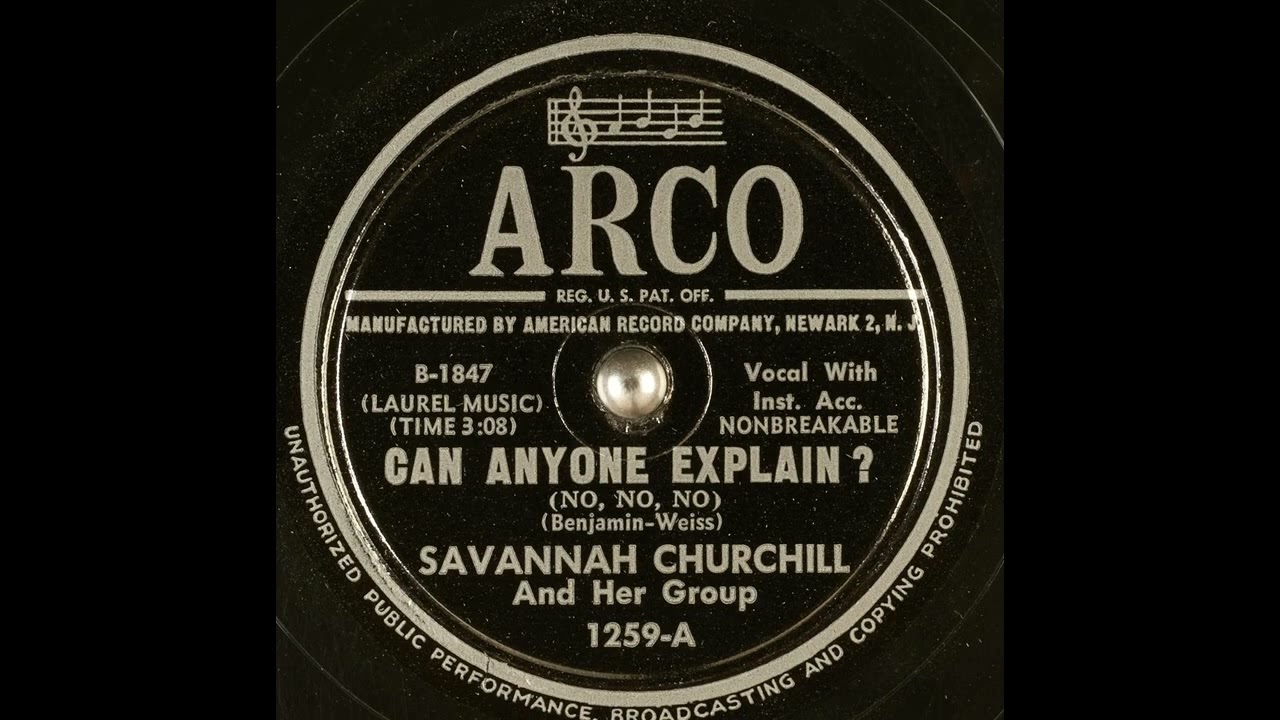 ARCO
REG. U. S. PAT. OFF.
MANUFACTURED BY AMERICAN RECORD COMPANY, NEWARK 2, N. J.
B-1847
(LAUREL MUSIC)
(TIME 3:08)
Vocal With
Inst. Acc.
NONBREAKABLE
CAN ANYONE EXPLAIN?
(NO, NO, NO)
(Benjamin-Weiss)
SAVANNAH CHURCHILL
And Her Group
1259-A
UNAUTHORIZED PUBLIC PERFORMANCE, BROADCASTING AND COPYING PROHIBITED